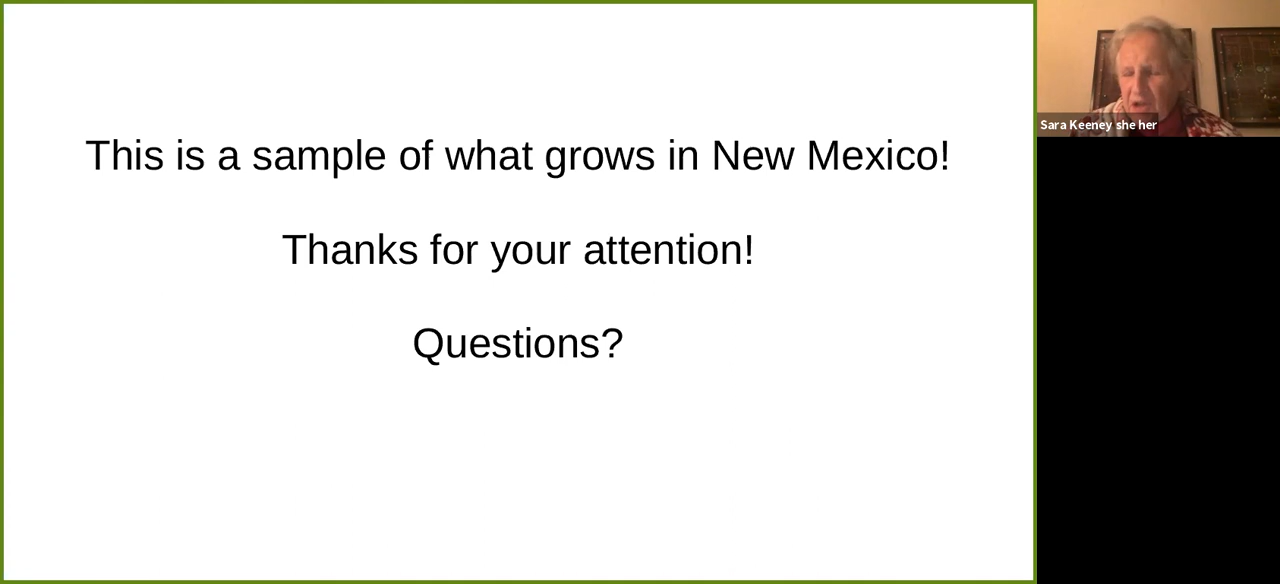 This is a sample of what grows in New Mexico!
Thanks for your attention!
Questions?
Sara Keeney she her